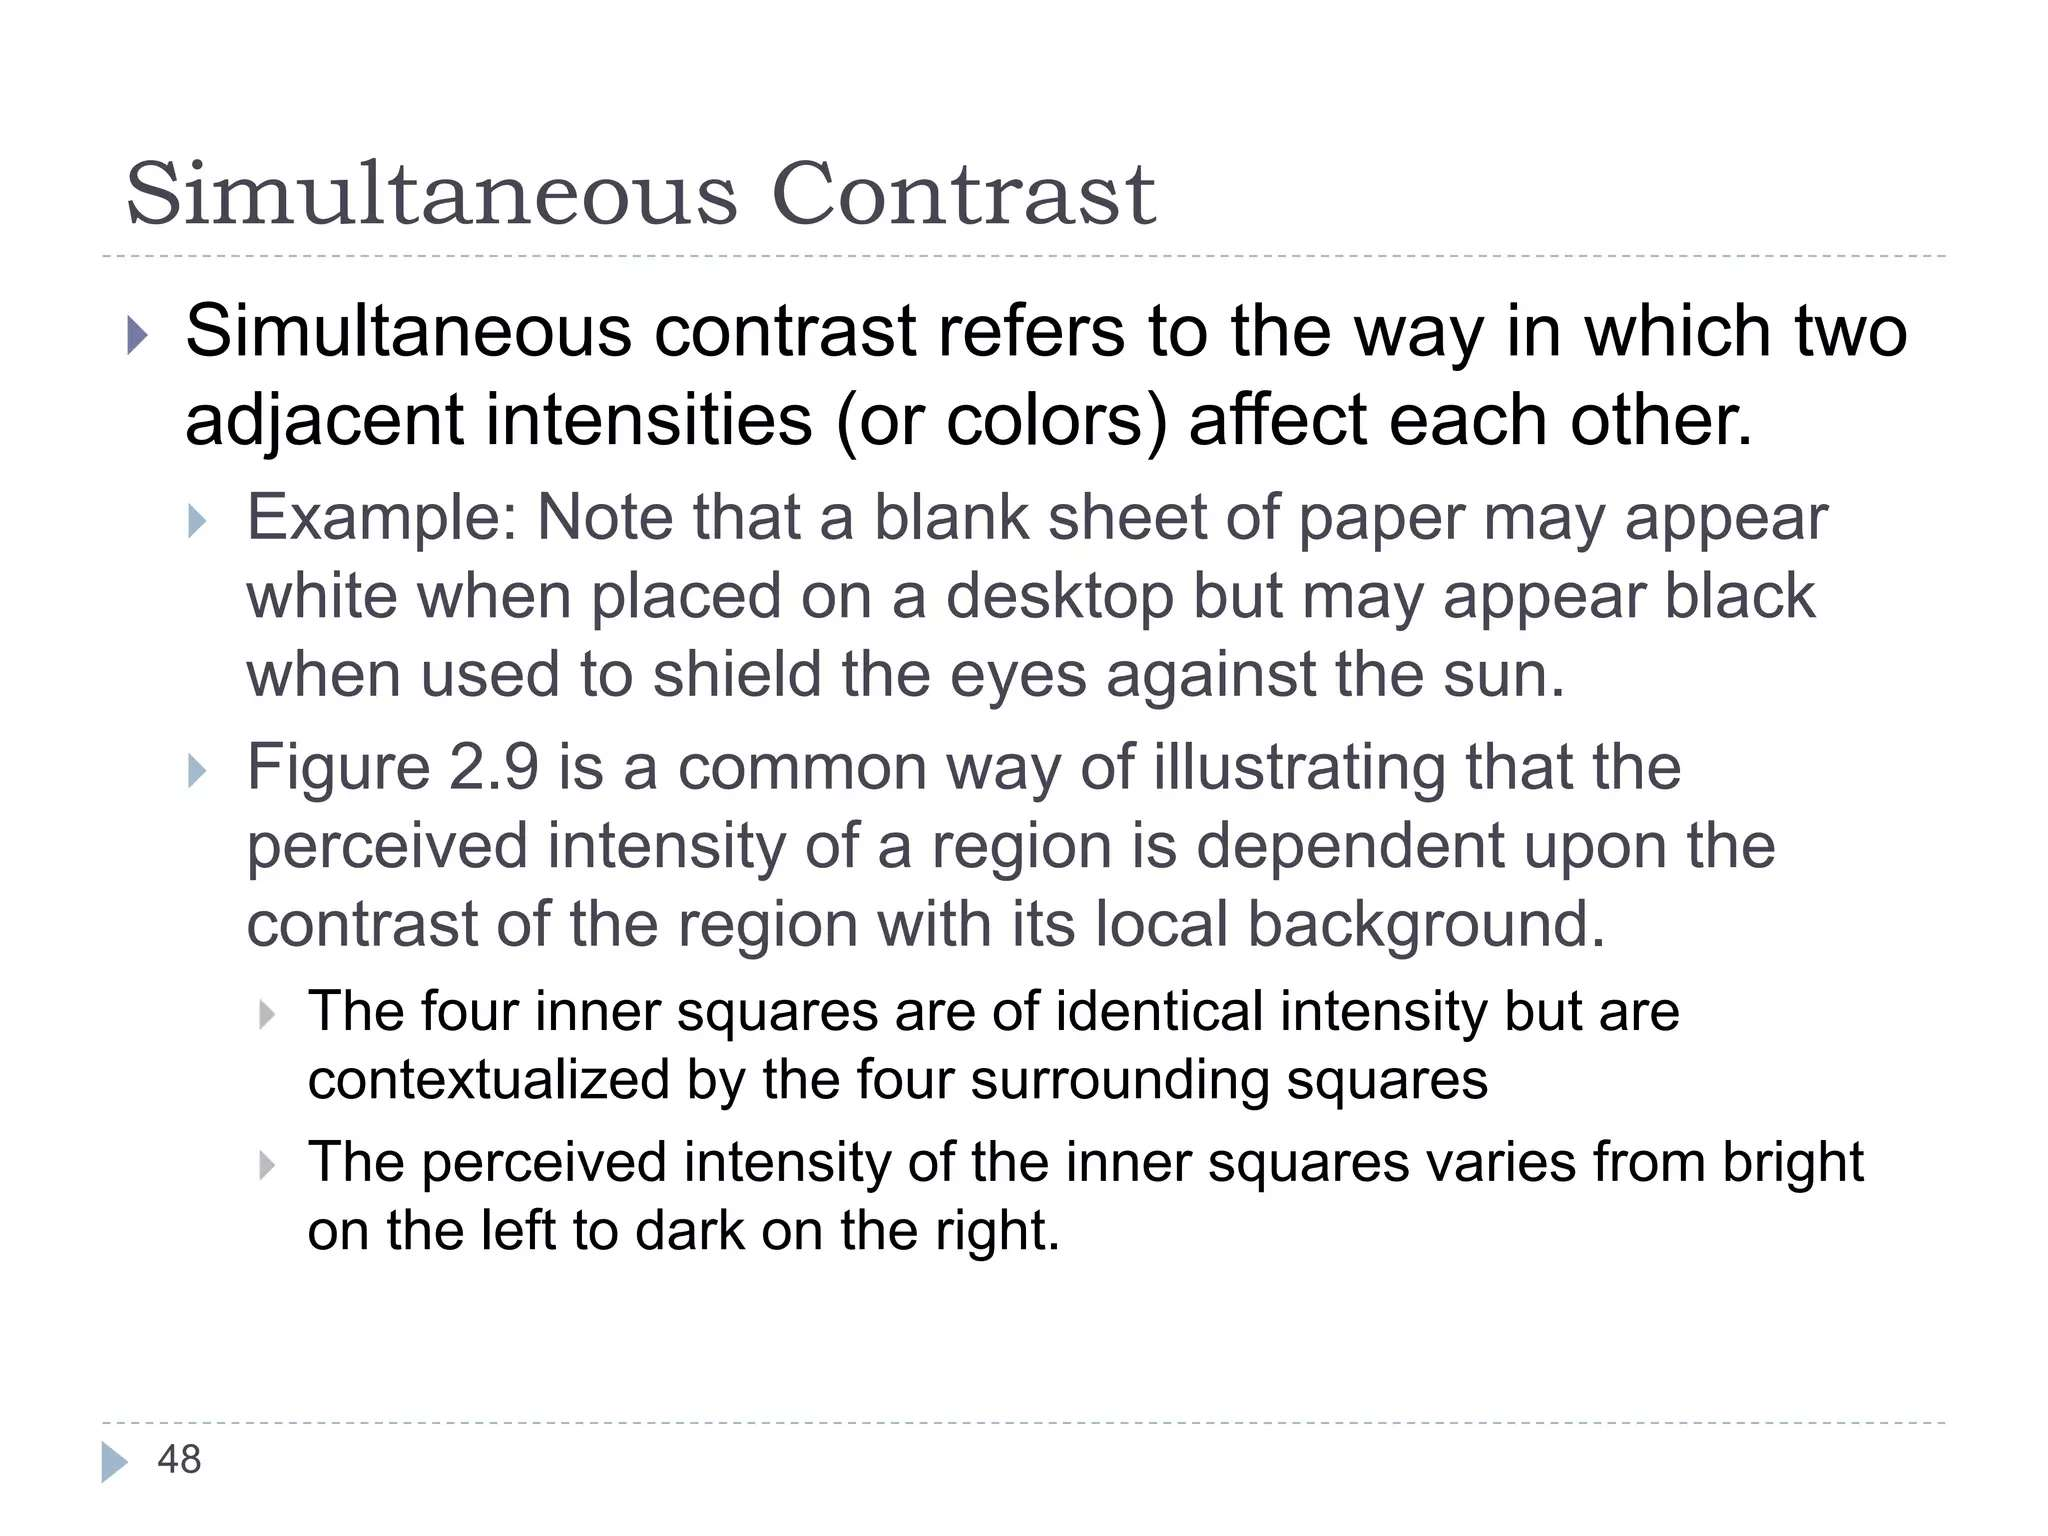 Simultaneous Contrast
Simultaneous contrast refers to the way in which two
adjacent intensities (or colors) affect each other.
Example: Note that a blank sheet of paper may appear
white when placed on a desktop but may appear black
when used to shield the eyes against the sun.
Figure 2.9 is a common way of illustrating that the
perceived intensity of a region is dependent upon the
contrast of the region with its local background.
The four inner squares are of identical intensity but are
contextualized by the four surrounding squares
The perceived intensity of the inner squares varies from bright
on the left to dark on the right.
48